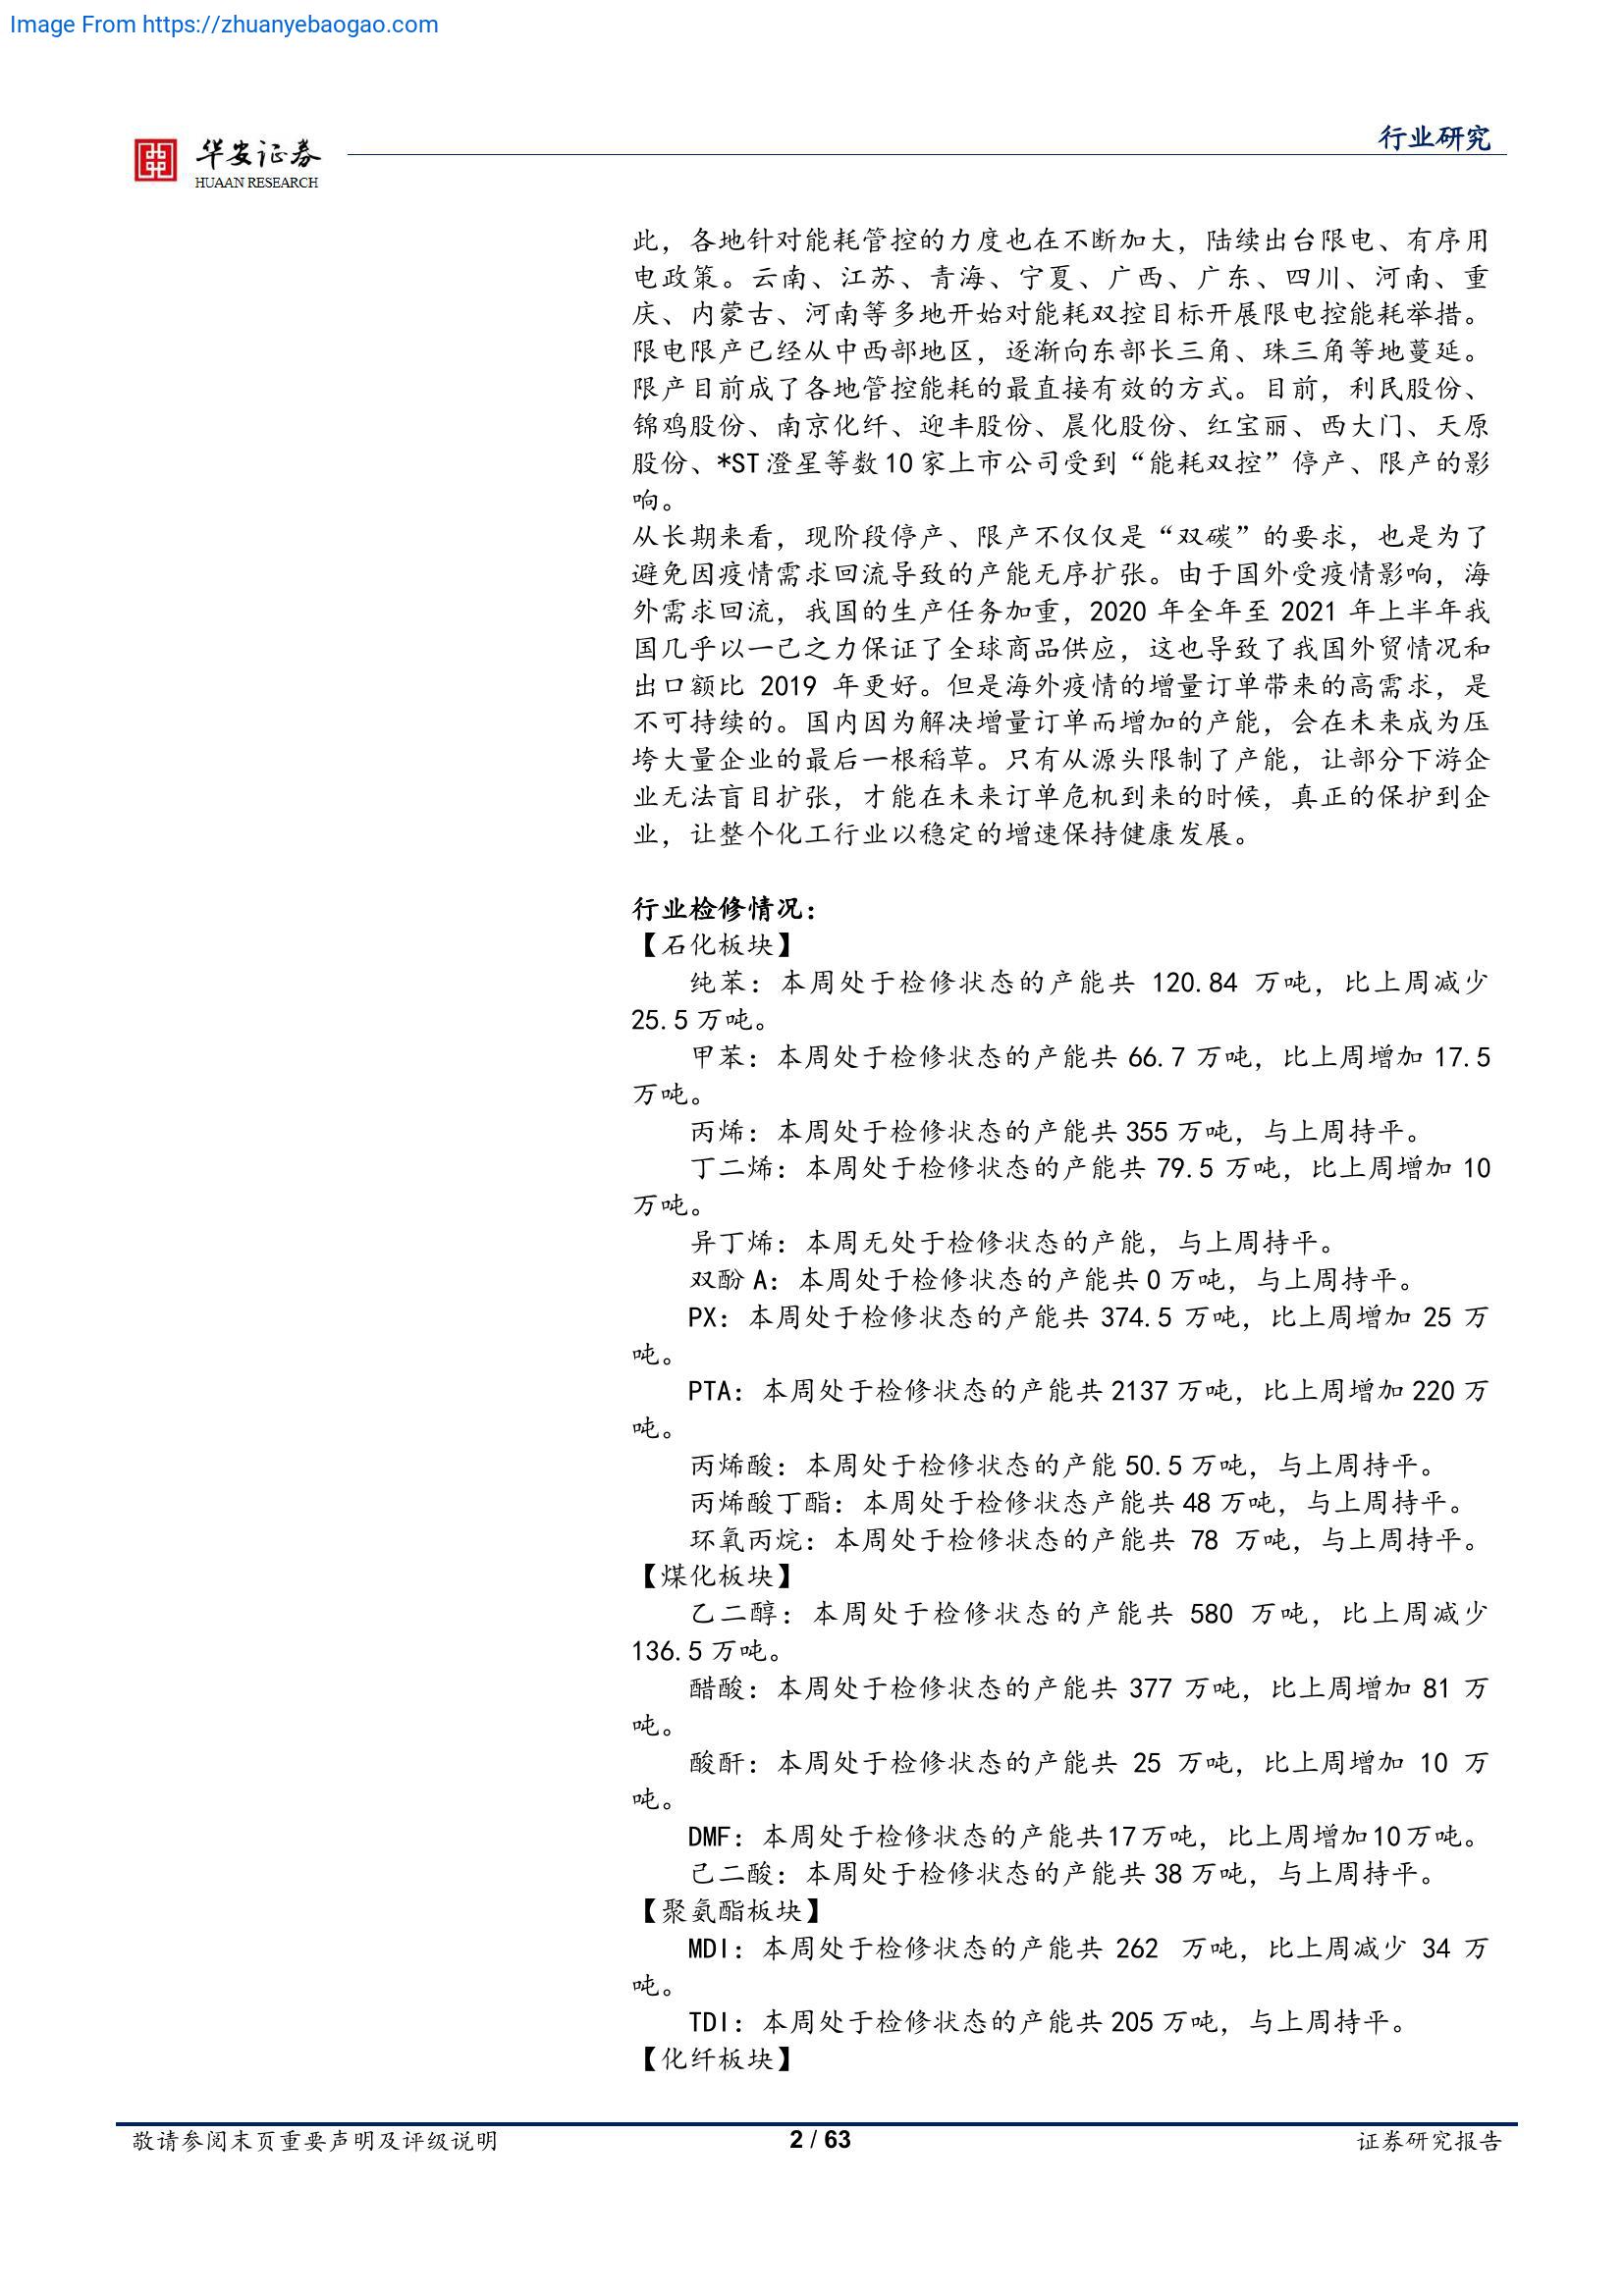 Image From https://zhuanyebaogao.com
华安证券
HUAAN RESEARCH
行业研究
此，各地针对能耗管控的力度也在不断加大，陆续出台限电、有序用
电政策。云南、江苏、青海、宁夏、广西、广东、四川、河南、重
庆、内蒙古、河南等多地开始对能耗双控目标开展限电控能耗举措。
限电限产已经从中西部地区，逐渐向东部长三角、珠三角等地蔓延。
限产目前成了各地管控能耗的最直接有效的方式。目前，利民股份、
锦鸡股份、南京化纤、迎丰股份、晨化股份、红宝丽、西大门、天原
股份、*ST 澄星等数 10 家上市公司受到“能耗双控”停产、限产的影
响。
从长期来看，现阶段停产、限产不仅仅是“双碳”的要求，也是为了
避免因疫情需求回流导致的产能无序扩张。由于国外受疫情影响，海
外需求回流，我国的生产任务加重，2020 年全年至 2021 年上半年我
国几乎以一己之力保证了全球商品供应，这也导致了我国外贸情况和
出口额比 2019 年更好。但是海外疫情的增量订单带来的高需求，是
不可持续的。国内因为解决增量订单而增加的产能，会在未来成为压
垮大量企业的最后一根稻草。只有从源头限制了产能，让部分下游企
业无法盲目扩张，才能在未来订单危机到来的时候，真正的保护到企
业，让整个化工行业以稳定的增速保持健康发展。
行业检修情况：
【石化板块】
纯苯：本周处于检修状态的产能共 120.84 万吨，比上周减少
25.5 万吨。
甲苯：本周处于检修状态的产能共 66.7 万吨，比上周增加 17.5
万吨。
丙烯：本周处于检修状态的产能共 355 万吨，与上周持平。
丁二烯：本周处于检修状态的产能共 79.5 万吨，比上周增加 10
万吨。
异丁烯：本周无处于检修状态的产能，与上周持平。
双酚 A：本周处于检修状态的产能共 0 万吨，与上周持平。
PX：本周处于检修状态的产能共 374.5 万吨，比上周增加 25 万
吨。
PTA：本周处于检修状态的产能共 2137 万吨，比上周增加 220 万
吨。
丙烯酸：本周处于检修状态的产能 50.5 万吨，与上周持平。
丙烯酸丁酯：本周处于检修状态产能共 48 万吨，与上周持平。
环氧丙烷：本周处于检修状态的产能共 78 万吨，与上周持平。
【煤化板块】
乙二醇：本周处于检修状态的产能共 580 万吨，比上周减少
136.5 万吨。
醋酸：本周处于检修状态的产能共 377 万吨，比上周增加 81 万
吨。
酸酐：本周处于检修状态的产能共 25 万吨，比上周增加 10 万
吨。
DMF：本周处于检修状态的产能共 17 万吨，比上周增加 10 万吨。
己二酸：本周处于检修状态的产能共 38 万吨，与上周持平。
【聚氨酯板块】
MDI：本周处于检修状态的产能共 262 万吨，比上周减少 34 万
吨。
TDI：本周处于检修状态的产能共 205 万吨，与上周持平。
【化纤板块】
敬请参阅末页重要声明及评级说明
2 / 63
证券研究报告